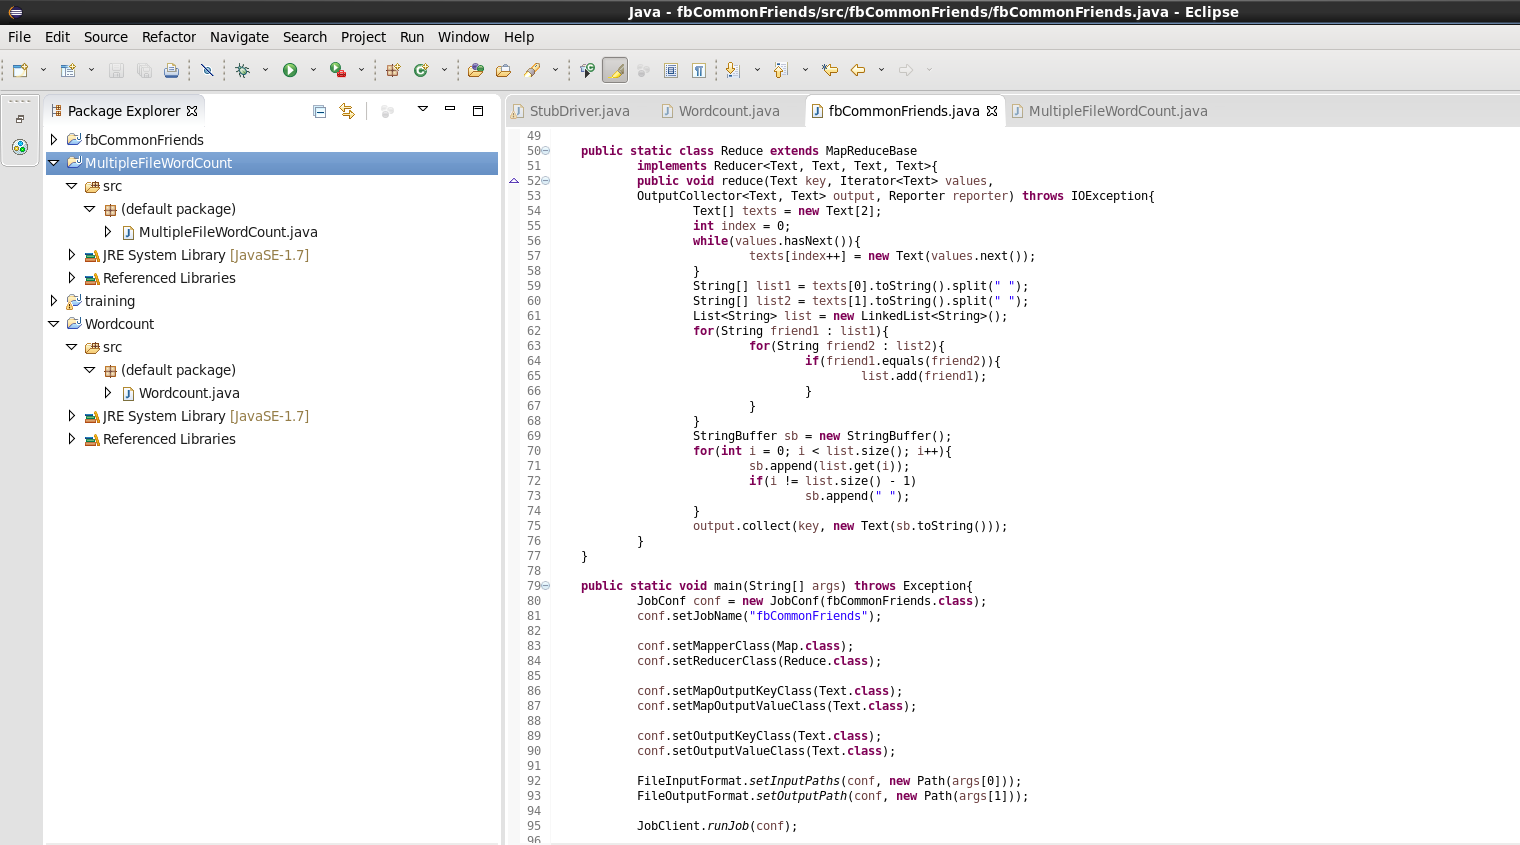 Java - fbCommonFriends/src/fbCommonFriends/fbCommonFriends.java - Eclipse
File Edit Source Refactor Navigate Search Project Run Window Help
Package Explorer
fbCommonFriends
MultipleFileWordCount
src
(default package)
MultipleFileWordCount.java
JRE System Library [JavaSE-1.7]
Referenced Libraries
training
Wordcount
src
(default package)
Wordcount.java
JRE System Library [JavaSE-1.7]
Referenced Libraries
StubDriver.java Wordcount.java fbCommonFriends.java MultipleFileWordCount.java
49
50 public static class Reduce extends MapReduceBase
51 implements Reducer<Text, Text, Text, Text>{
52 public void reduce(Text key, Iterator<Text> values,
53 OutputCollector<Text, Text> output, Reporter reporter) throws IOException{
54 Text[] texts = new Text[2];
55 int index = 0;
56 while(values.hasNext()){
57 texts[index++] = new Text(values.next());
58 }
59 String[] list1 = texts[0].toString().split(" ");
60 String[] list2 = texts[1].toString().split(" ");
61 List<String> list = new LinkedList<String>();
62 for(String friend1 : list1){
63 for(String friend2 : list2){
64 if(friend1.equals(friend2)){
65 list.add(friend1);
66 }
67 }
68 }
69 StringBuffer sb = new StringBuffer();
70 for(int i = 0; i < list.size(); i++){
71 sb.append(list.get(i));
72 if(i != list.size() - 1)
73 sb.append(" ");
74 }
75 output.collect(key, new Text(sb.toString()));
76 }
77 }
78
79 public static void main(String[] args) throws Exception{
80 JobConf conf = new JobConf(fbCommonFriends.class);
81 conf.setJobName("fbCommonFriends");
82
83 conf.setMapperClass(Map.class);
84 conf.setReducerClass(Reduce.class);
85
86 conf.setMapOutputKeyClass(Text.class);
87 conf.setMapOutputValueClass(Text.class);
88
89 conf.setOutputKeyClass(Text.class);
90 conf.setOutputValueClass(Text.class);
91
92 FileInputFormat.setInputPaths(conf, new Path(args[0]));
93 FileOutputFormat.setOutputPath(conf, new Path(args[1]));
94
95 JobClient.runJob(conf);
96